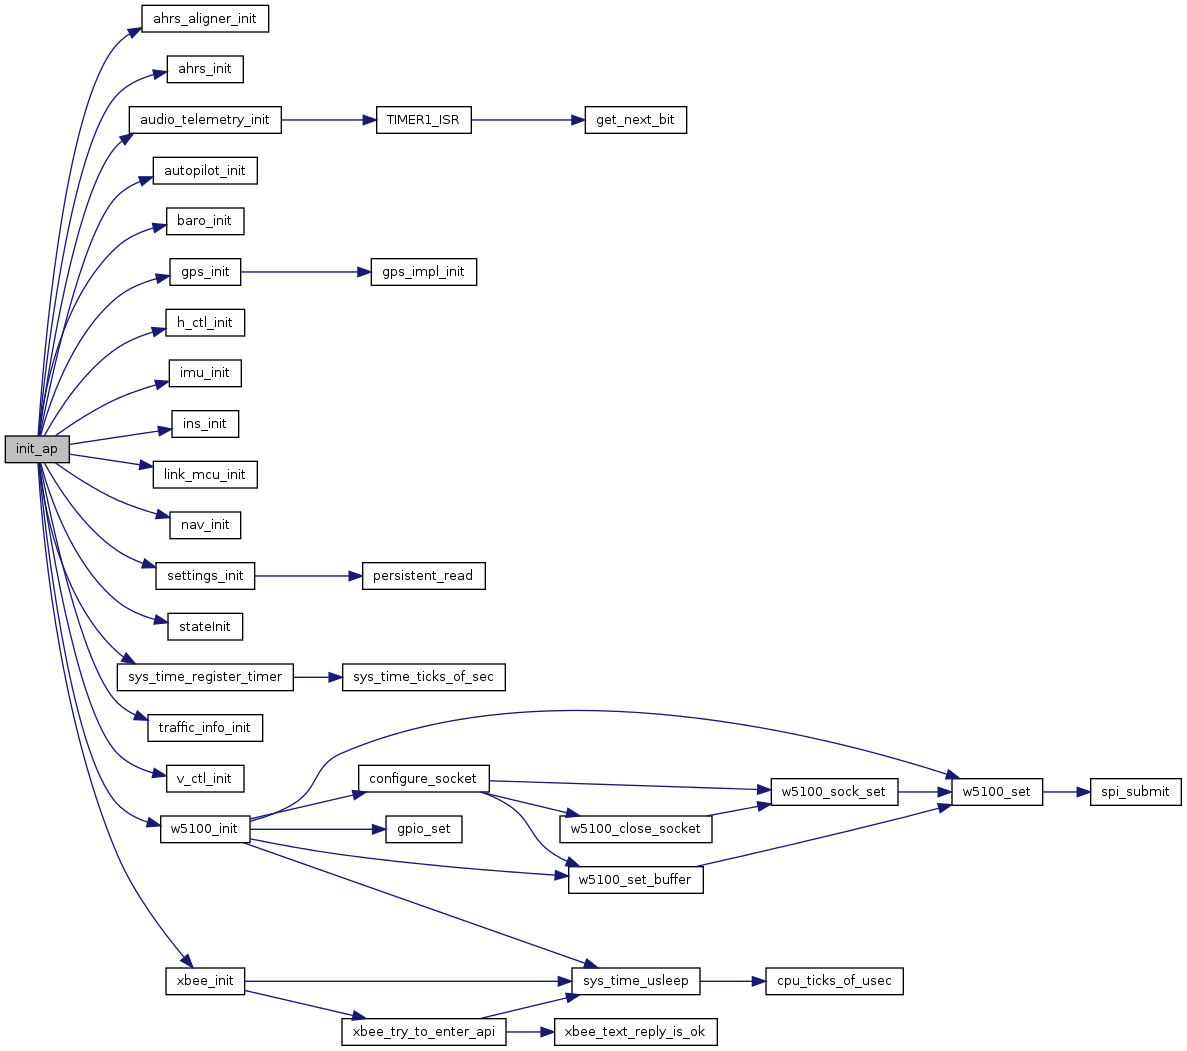 ahrs_aligner_init
ahrs_init
audio_telemetry_init
TIMER1_ISR
get_next_bit
autopilot_init
baro_init
gps_init
gps_impl_init
h_ctl_init
imu_init
ins_init
init_ap
link_mcu_init
nav_init
settings_init
persistent_read
stateInit
sys_time_register_timer
sys_time_ticks_of_sec
traffic_info_init
v_ctl_init
configure_socket
w5100_sock_set
w5100_set
spi_submit
w5100_init
gpio_set
w5100_close_socket
w5100_set_buffer
xbee_init
sys_time_usleep
cpu_ticks_of_usec
xbee_try_to_enter_api
xbee_text_reply_is_ok